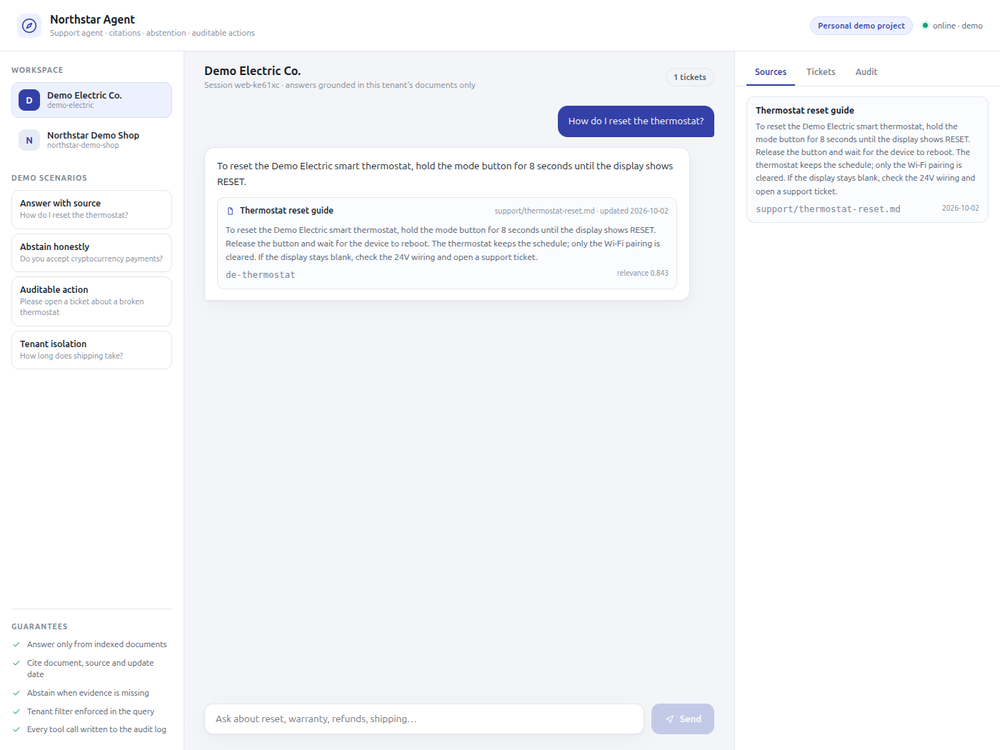 Northstar Agent
Support agent · citations · abstention · auditable actions
Personal demo project
online · demo
WORKSPACE
D
Demo Electric Co.
demo-electric
N
Northstar Demo Shop
northstar-demo-shop
DEMO SCENARIOS
Answer with source
How do I reset the thermostat?
Abstain honestly
Do you accept cryptocurrency payments?
Auditable action
Please open a ticket about a broken
thermostat
Tenant isolation
How long does shipping take?
GUARANTEES
Answer only from indexed documents
Cite document, source and update
date
Abstain when evidence is missing
Tenant filter enforced in the query
Every tool call written to the audit log
Demo Electric Co.
Session web-ke61xc · answers grounded in this tenant's documents only
1 tickets
How do I reset the thermostat?
To reset the Demo Electric smart thermostat, hold the mode button for 8 seconds until the display shows
RESET.
Thermostat reset guide
support/thermostat-reset.md · updated 2026-10-02
To reset the Demo Electric smart thermostat, hold the mode button for 8 seconds until the display shows RESET.
Release the button and wait for the device to reboot. The thermostat keeps the schedule; only the Wi-Fi pairing is
cleared. If the display stays blank, check the 24V wiring and open a support ticket.
de-thermostat
relevance 0.843
Ask about reset, warranty, refunds, shipping...
Send
Sources
Tickets
Audit
Thermostat reset guide
To reset the Demo Electric smart thermostat, hold the
mode button for 8 seconds until the display shows RESET.
Release the button and wait for the device to reboot. The
thermostat keeps the schedule; only the Wi-Fi pairing is
cleared. If the display stays blank, check the 24V wiring and
open a support ticket.
support/thermostat-reset.md
2026-10-02